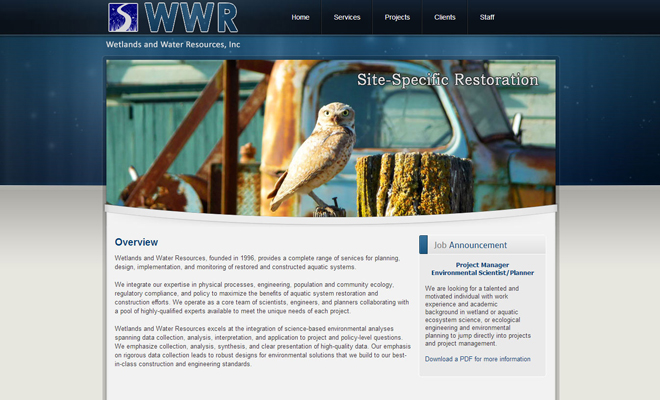 WWR
Home Services Projects Clients Staff
Wetlands and Water Resources, Inc
Site-Specific Restoration
Overview
Wetlands and Water Resources, founded in 1996, provides a complete range of services for planning,
design, implementation, and monitoring of restored and constructed aquatic systems.
We integrate our expertise in physical processes, engineering, population and community ecology,
regulatory compliance, and policy to maximize the benefits of aquatic system restoration and
construction efforts. We operate as a core team of scientists, engineers, and planners collaborating with
a pool of highly-qualified experts available to meet the unique needs of each project.
Wetlands and Water Resources excels at the integration of science-based environmental analyses
spanning data collection, analysis, interpretation, and application to project and policy-level questions.
We emphasize collection, analysis, synthesis, and clear presentation of high-quality data. Our emphasis
on rigorous data collection leads to robust designs for environmental solutions that we build to our best-
in-class construction and engineering standards.
Job Announcement
Project Manager
Environmental Scientist/Planner
We are looking for a talented and
motivated individual with work
experience and academic
background in wetland or aquatic
ecosystem science, or ecological
engineering and environmental
planning to jump directly into projects
and project management.
Download a PDF for more information